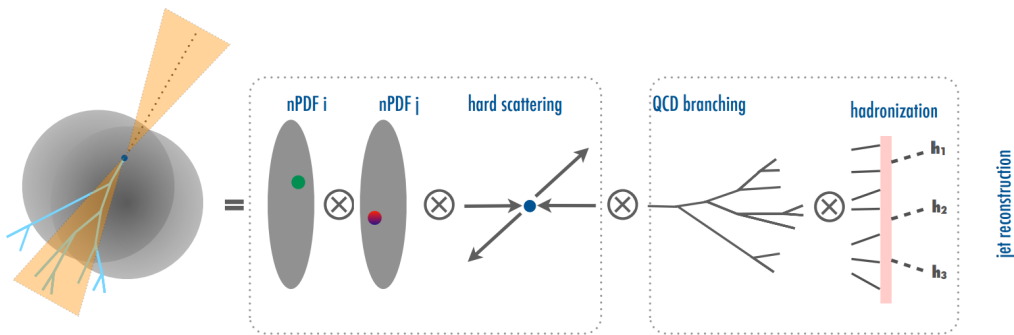 nPDF i
nPDF j
hard scattering
QCD branching
hadronization
h1
h2
h3
jet reconstruction
=
⊗
⊗
⊗
⊗